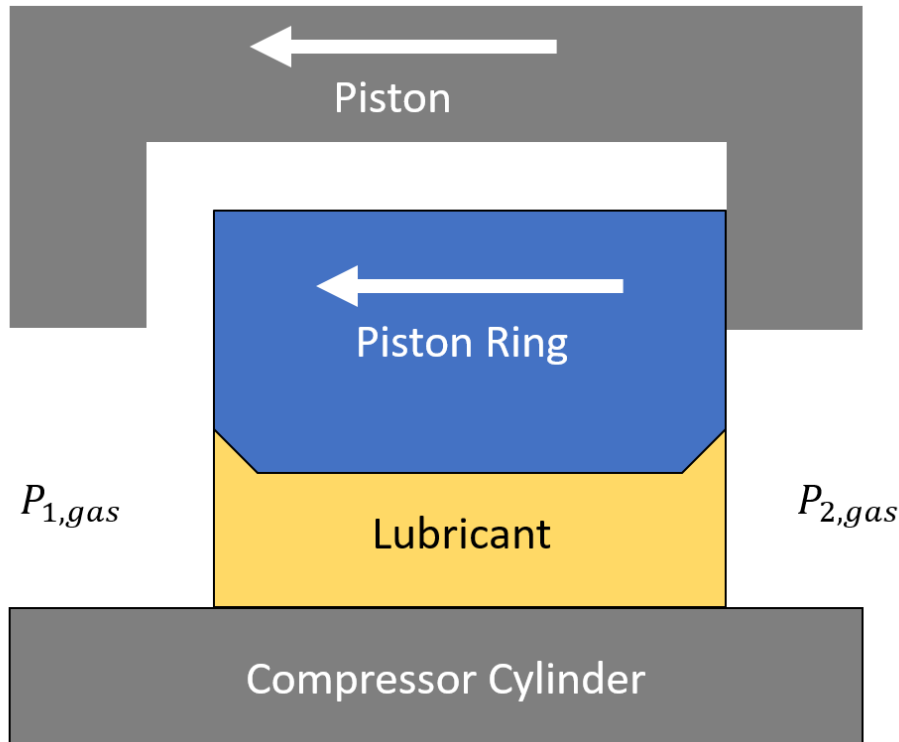 Piston
Piston Ring
P1,gas
P2,gas
Lubricant
Compressor Cylinder